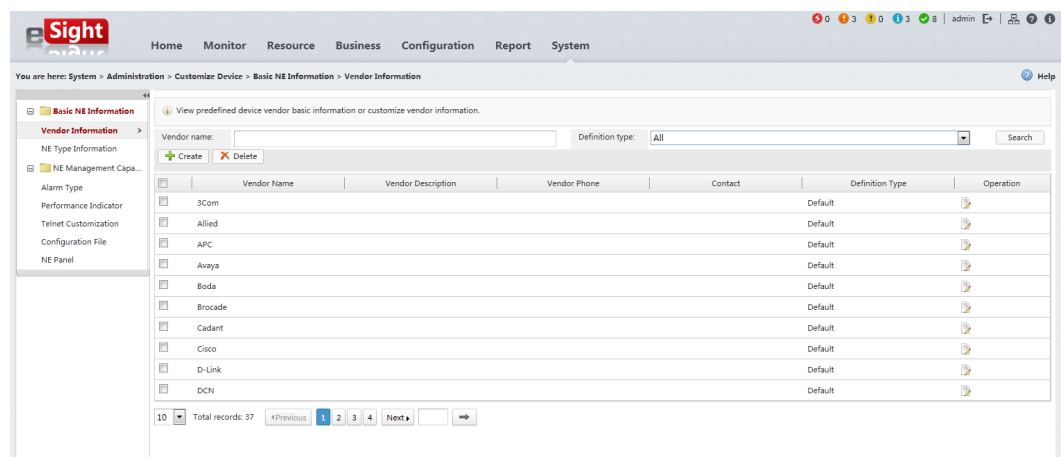 eSight
0 3 0 3 8 admin
Home Monitor Resource Business Configuration Report System
You are here: System > Administration > Customize Device > Basic NE Information > Vendor Information
Help
Basic NE Information
Vendor Information >
NE Type Information
NE Management Capa...
Alarm Type
Performance Indicator
Telnet Customization
Configuration File
NE Panel
View predefined device vendor basic information or customize vendor information.
Vendor name: Definition type: All Search
Create Delete
Vendor Name Vendor Description Vendor Phone Contact Definition Type Operation
3Com Default
Allied Default
APC Default
Avaya Default
Boda Default
Brocade Default
Cadant Default
Cisco Default
D-Link Default
DCN Default
10 Total records: 37 Previous 1 2 3 4 Next